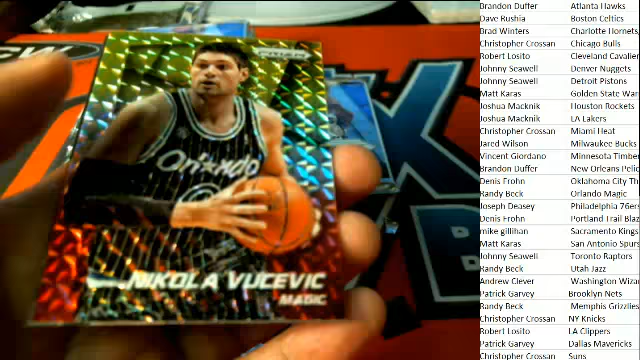 PRIZM
Orlando
NIKOLA VUCEVIC
MAGIC
Brandon Duffer Atlanta Hawks
Dave Rushia Boston Celtics
Brad Winters Charlotte Hornets,
Christopher Crossan Chicago Bulls
Robert Losito Cleveland Cavalier
Johnny Seawell Denver Nuggets
Johnny Seawell Detroit Pistons
Matt Karas Golden State War
Joshua Macknik Houston Rockets
Joshua Macknik LA Lakers
Christopher Crossan Miami Heat
Jared Wilson Milwaukee Bucks
Vincent Giordano Minnesota Timbe
Brandon Duffer New Orleans Pelic
Denis Frohn Oklahoma City Th
Randy Beck Orlando Magic
Joseph Deasey Philadelphia 76ers
Denis Frohn Portland Trail Blaz
mike gillihan Sacramento Kings
Matt Karas San Antonio Spurs
Johnny Seawell Toronto Raptors
Randy Beck Utah Jazz
Andrew Clever Washington Wiza
Patrick Garvey Brooklyn Nets
Randy Beck Memphis Grizzlies
Christopher Crossan NY Knicks
Robert Losito LA Clippers
Patrick Garvey Dallas Mavericks
Christopher Crossan Suns